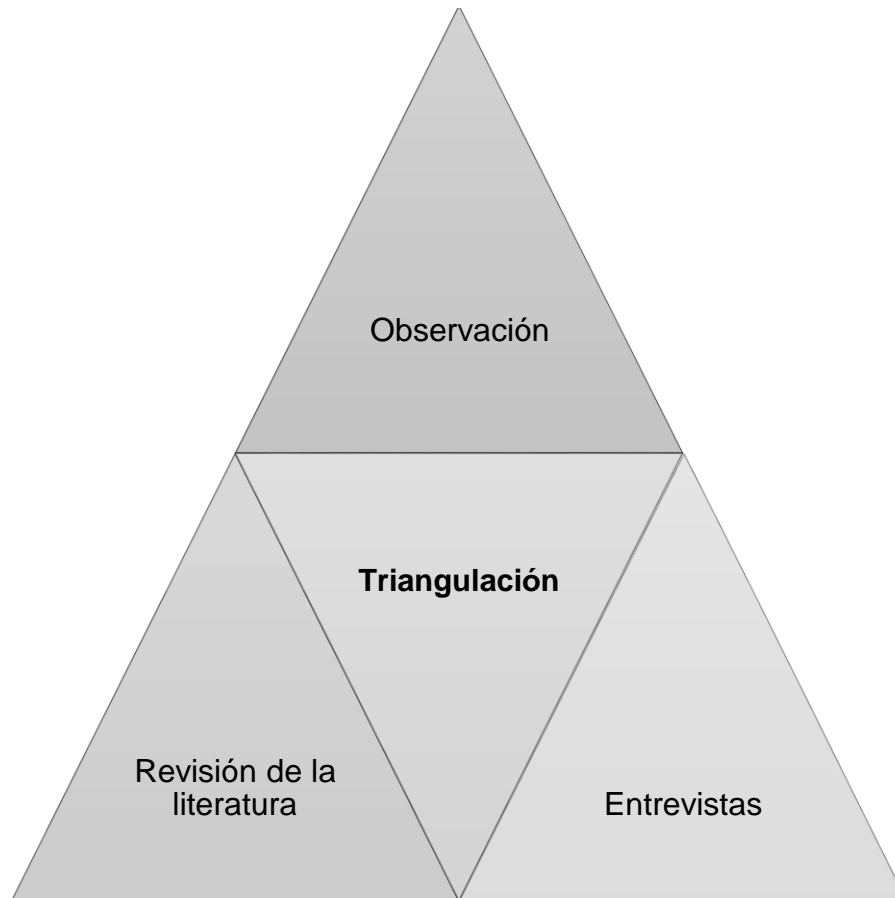 Observación
Triangulación
Revisión de la
literatura
Entrevistas